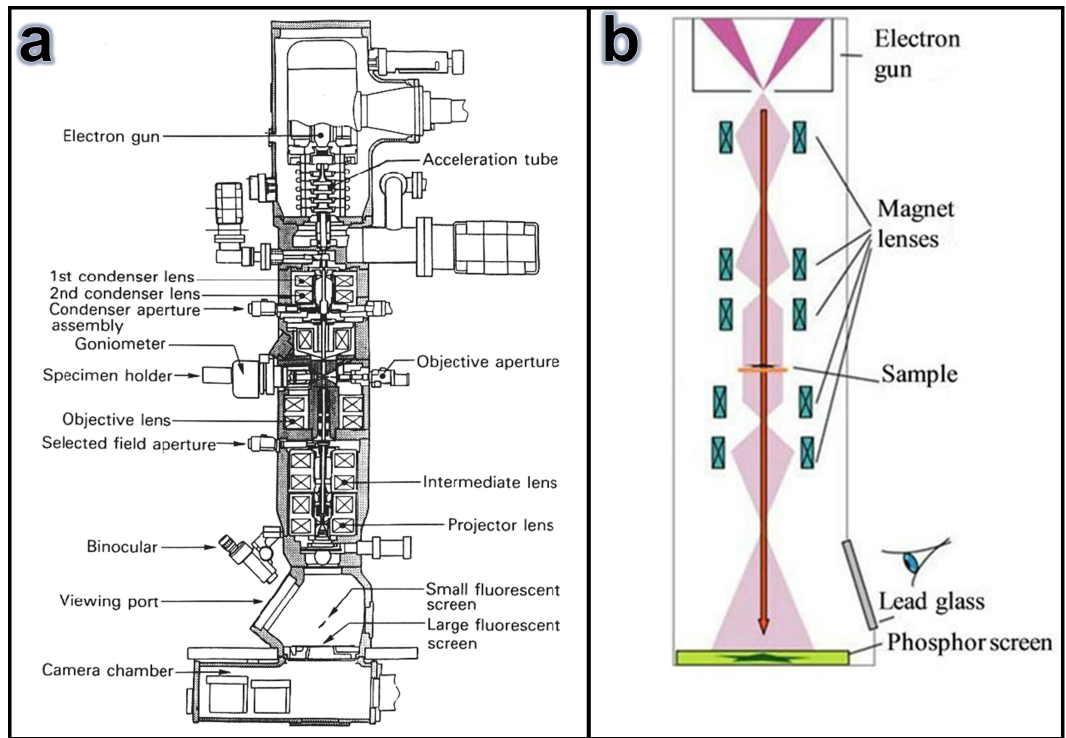 a
Electron gun
Acceleration tube
1st condenser lens
2nd condenser lens
Condenser aperture
assembly
Goniometer
Objective aperture
Specimen holder
Objective lens
Selected field aperture
Intermediate lens
Projector lens
Binocular
Small fluorescent
screen
Viewing port
Large fluorescent
screen
Camera chamber
b
Electron
gun
Magnet
lenses
Sample
Lead glass
Phosphor screen